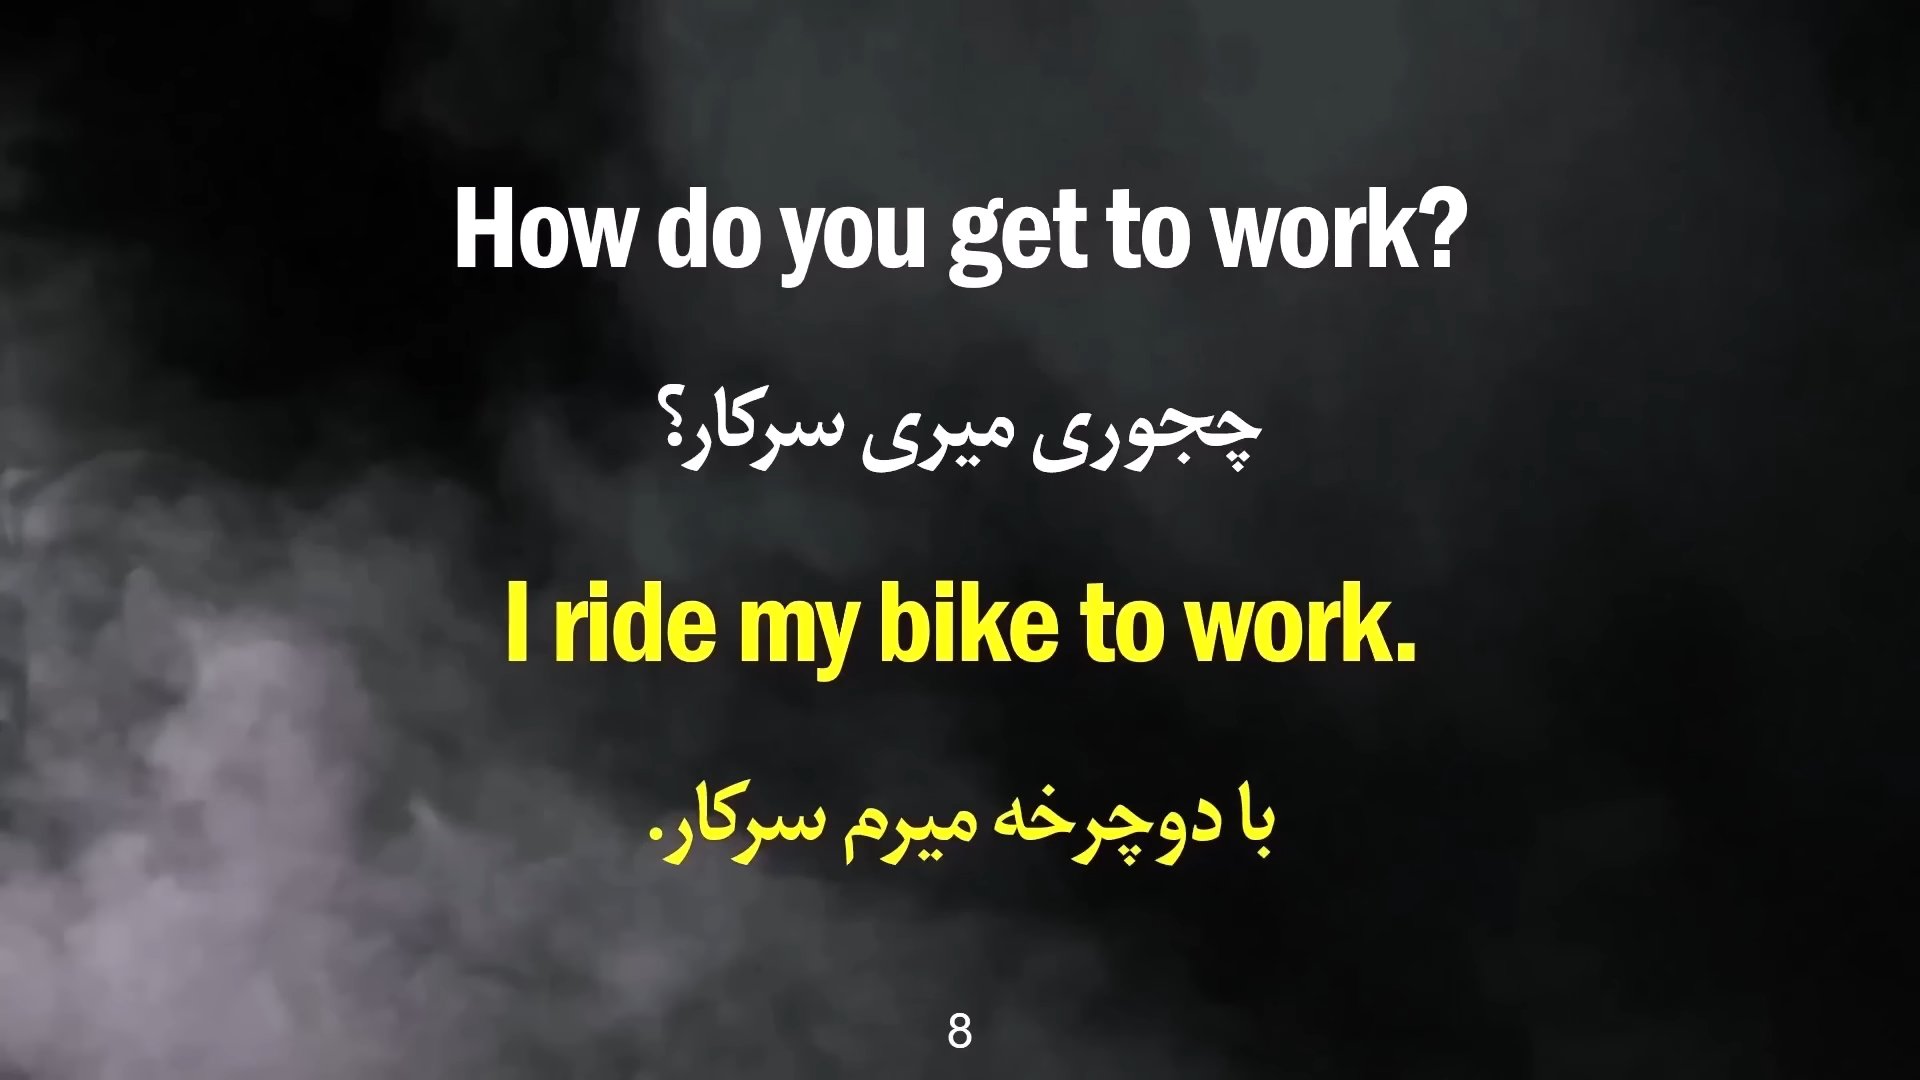 How do you get to work?
چجوری میری سرکار؟
I ride my bike to work.
با دوچرخه میرم سرکار.
8